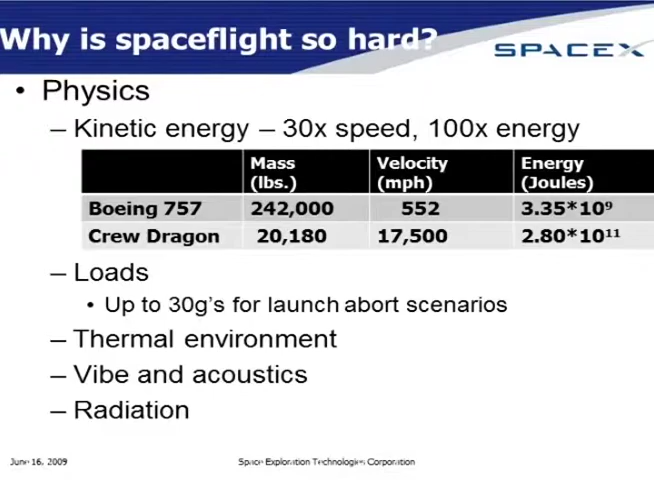 Why is spaceflight so hard?
SPACEX
• Physics
– Kinetic energy – 30x speed, 100x energy
Mass (lbs.) Velocity (mph) Energy (Joules)
Boeing 757 242,000 552 3.35*10⁹
Crew Dragon 20,180 17,500 2.80*10¹¹
– Loads
• Up to 30g's for launch abort scenarios
– Thermal environment
– Vibe and acoustics
– Radiation
June 16, 2009 Space Exploration Technologies Corporation